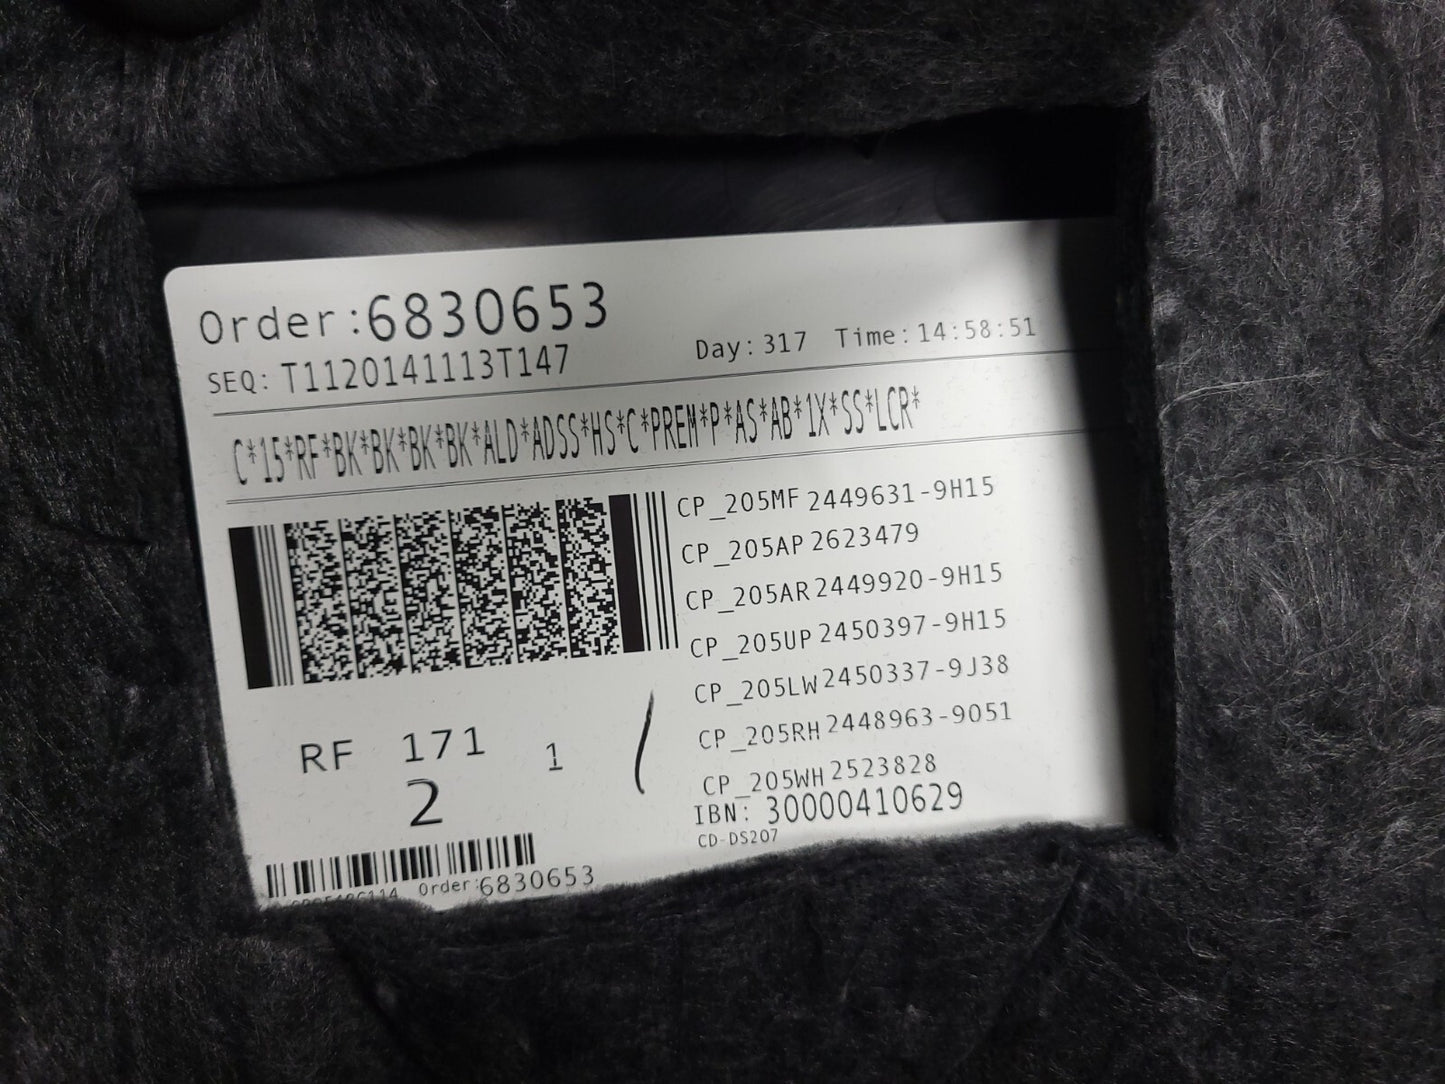 Order:6830653
SEQ: T1120141113T147 Day: 317 Time: 14:58:51
C*15*RF*BK*BK*BK*BK*ALD*ADSS*HS*C*PREM*P*AS*AB*1X*SS*LCR*
CP_205MF 2449631-9H15
CP_205AP 2623479
CP_205AR 2449920-9H15
CP_205UP 2450397-9H15
CP_205LW 2450337-9J38
CP_205RH 2448963-9051
CP_205WH 2523828
IBN: 30000410629
CD-DS207
RF 171 1
2
Order:6830653